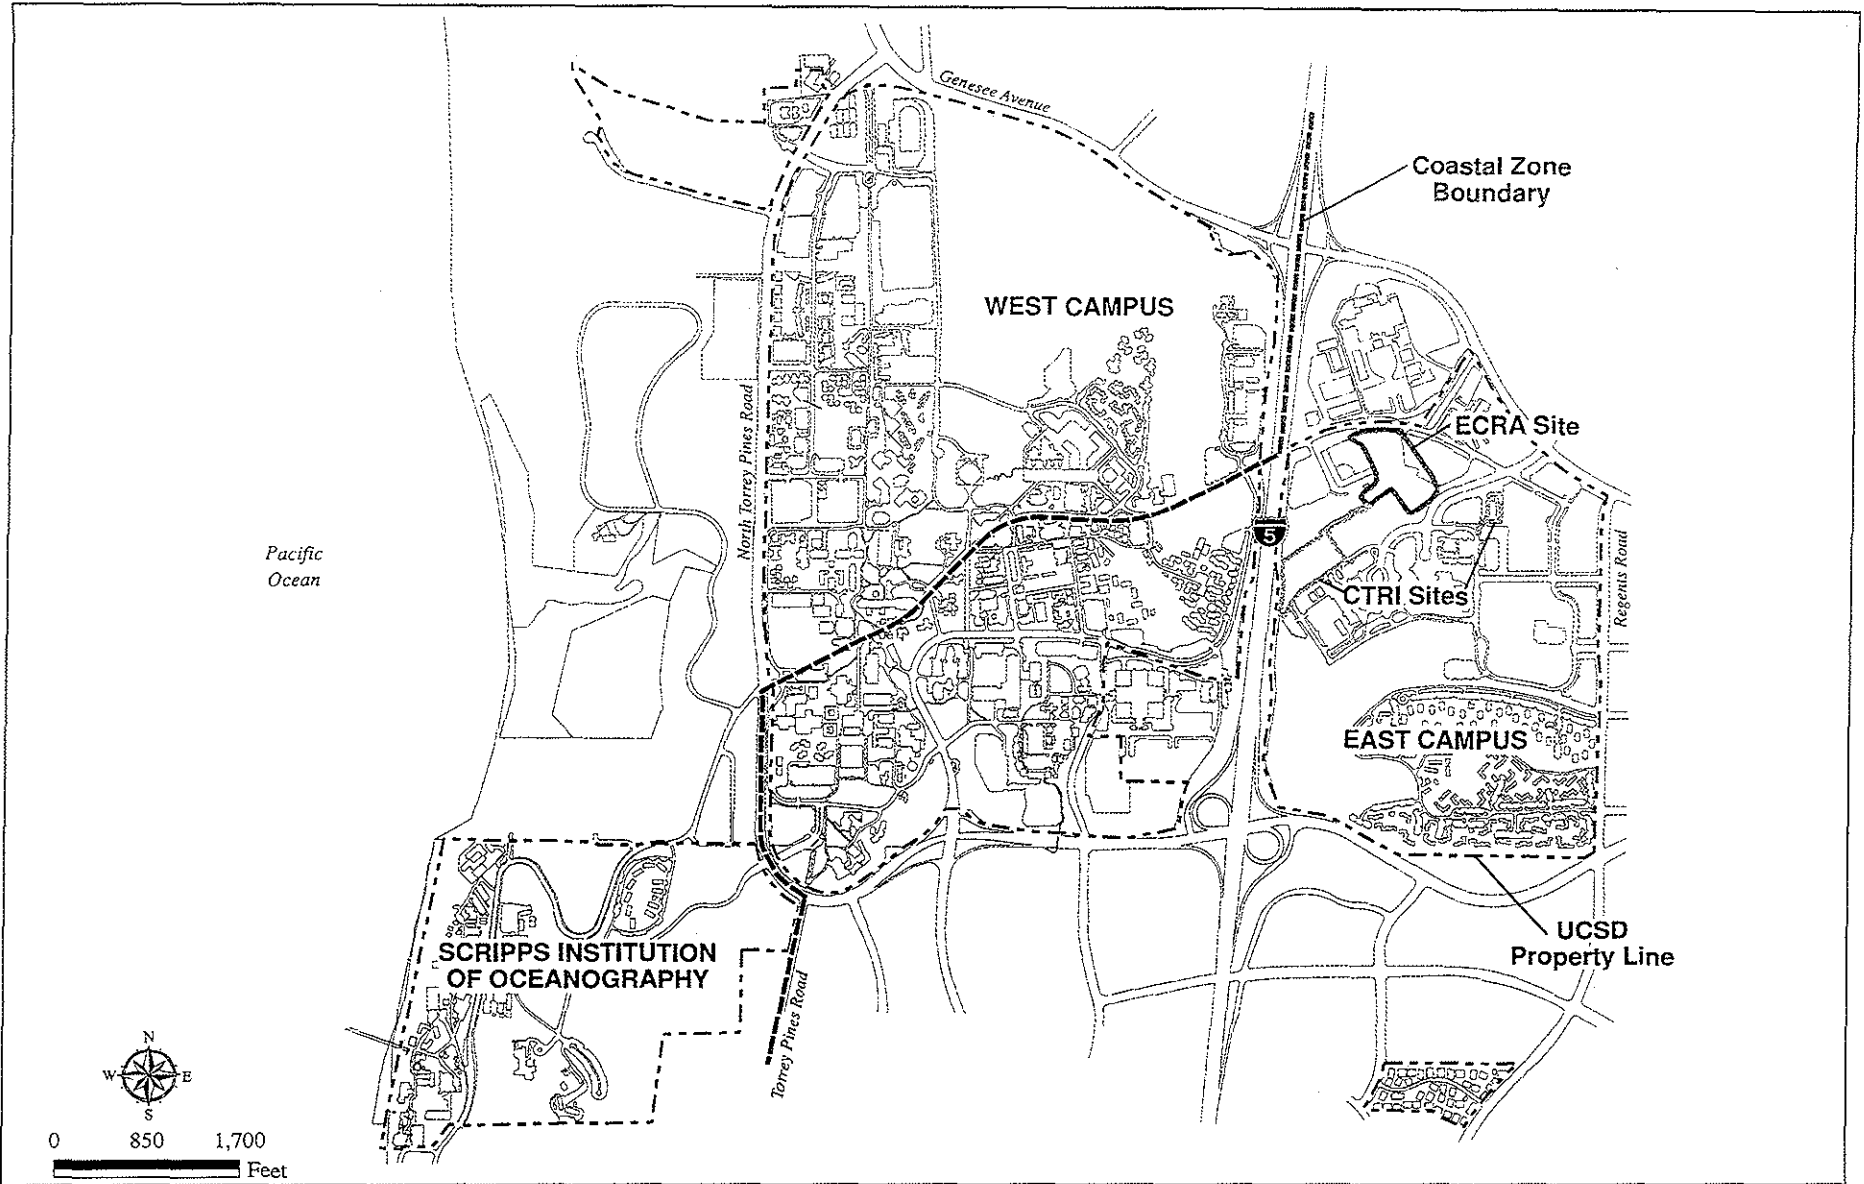 Genesee Avenue
Coastal Zone
Boundary
WEST CAMPUS
North Torrey Pines Road
ECRA Site
Pacific
Ocean
5
CTRI Sites
Regents Road
EAST CAMPUS
UCSD
Property Line
SCRIPPS INSTITUTION
OF OCEANOGRAPHY
Torrey Pines Road
N
W E
S
0 850 1,700
Feet